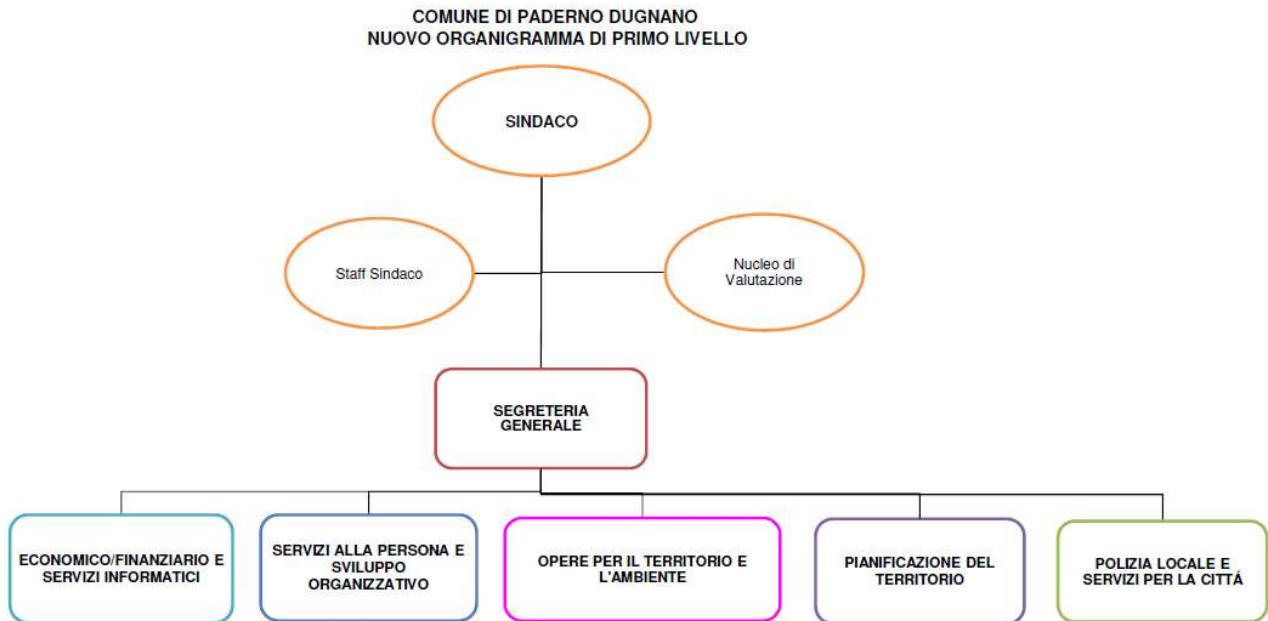 COMUNE DI PADERNO DUGNANO
NUOVO ORGANIGRAMMA DI PRIMO LIVELLO
SINDACO
Staff Sindaco
Nucleo di
Valutazione
SEGRETERIA
GENERALE
ECONOMICO/FINANZIARIO E
SERVIZI INFORMATICI
SERVIZI ALLA PERSONA E
SVILUPPO
ORGANIZZATIVO
OPERE PER IL TERRITORIO E
L'AMBIENTE
PIANIFICAZIONE DEL
TERRITORIO
POLIZIA LOCALE E
SERVIZI PER LA CITTÁ